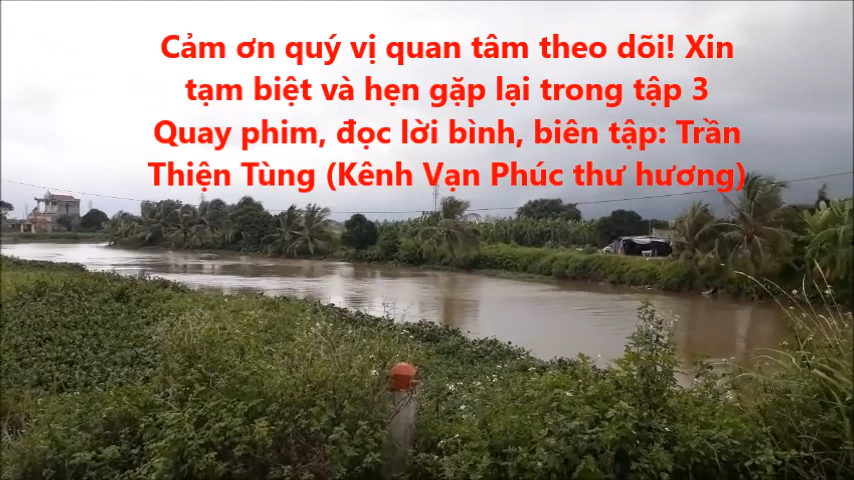 Cảm ơn quý vị quan tâm theo dõi! Xin
tạm biệt và hẹn gặp lại trong tập 3
Quay phim, đọc lời bình, biên tập: Trần
Thiện Tùng (Kênh Vạn Phúc thư hương)